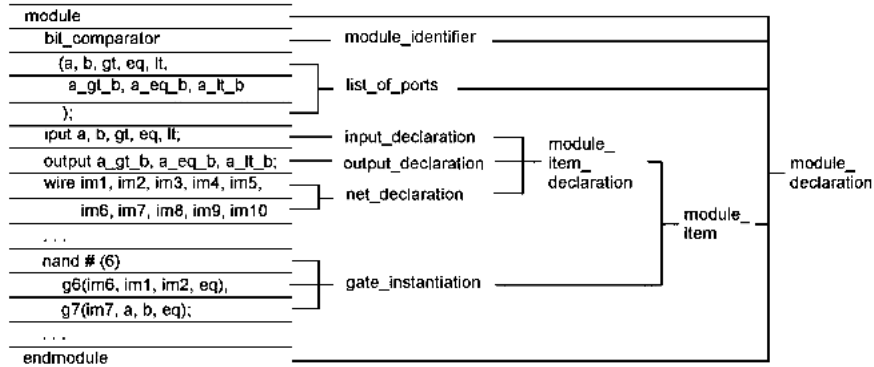 module
bit_comparator
(a, b, gt, eq, lt,
a_gt_b, a_eq_b, a_lt_b
);
iput a, b, gt, eq, lt;
output a_gt_b, a_eq_b, a_lt_b;
wire im1, im2, im3, im4, im5,
im6, im7, im8, im9, im10
. . .
nand # (6)
g6(im6, im1, im2, eq),
g7(im7, a, b, eq);
. . .
endmodule
module_identifier
list_of_ports
input_declaration
output_declaration
net_declaration
gate_instantiation
module_
item_
declaration
module_
item
module_
declaration